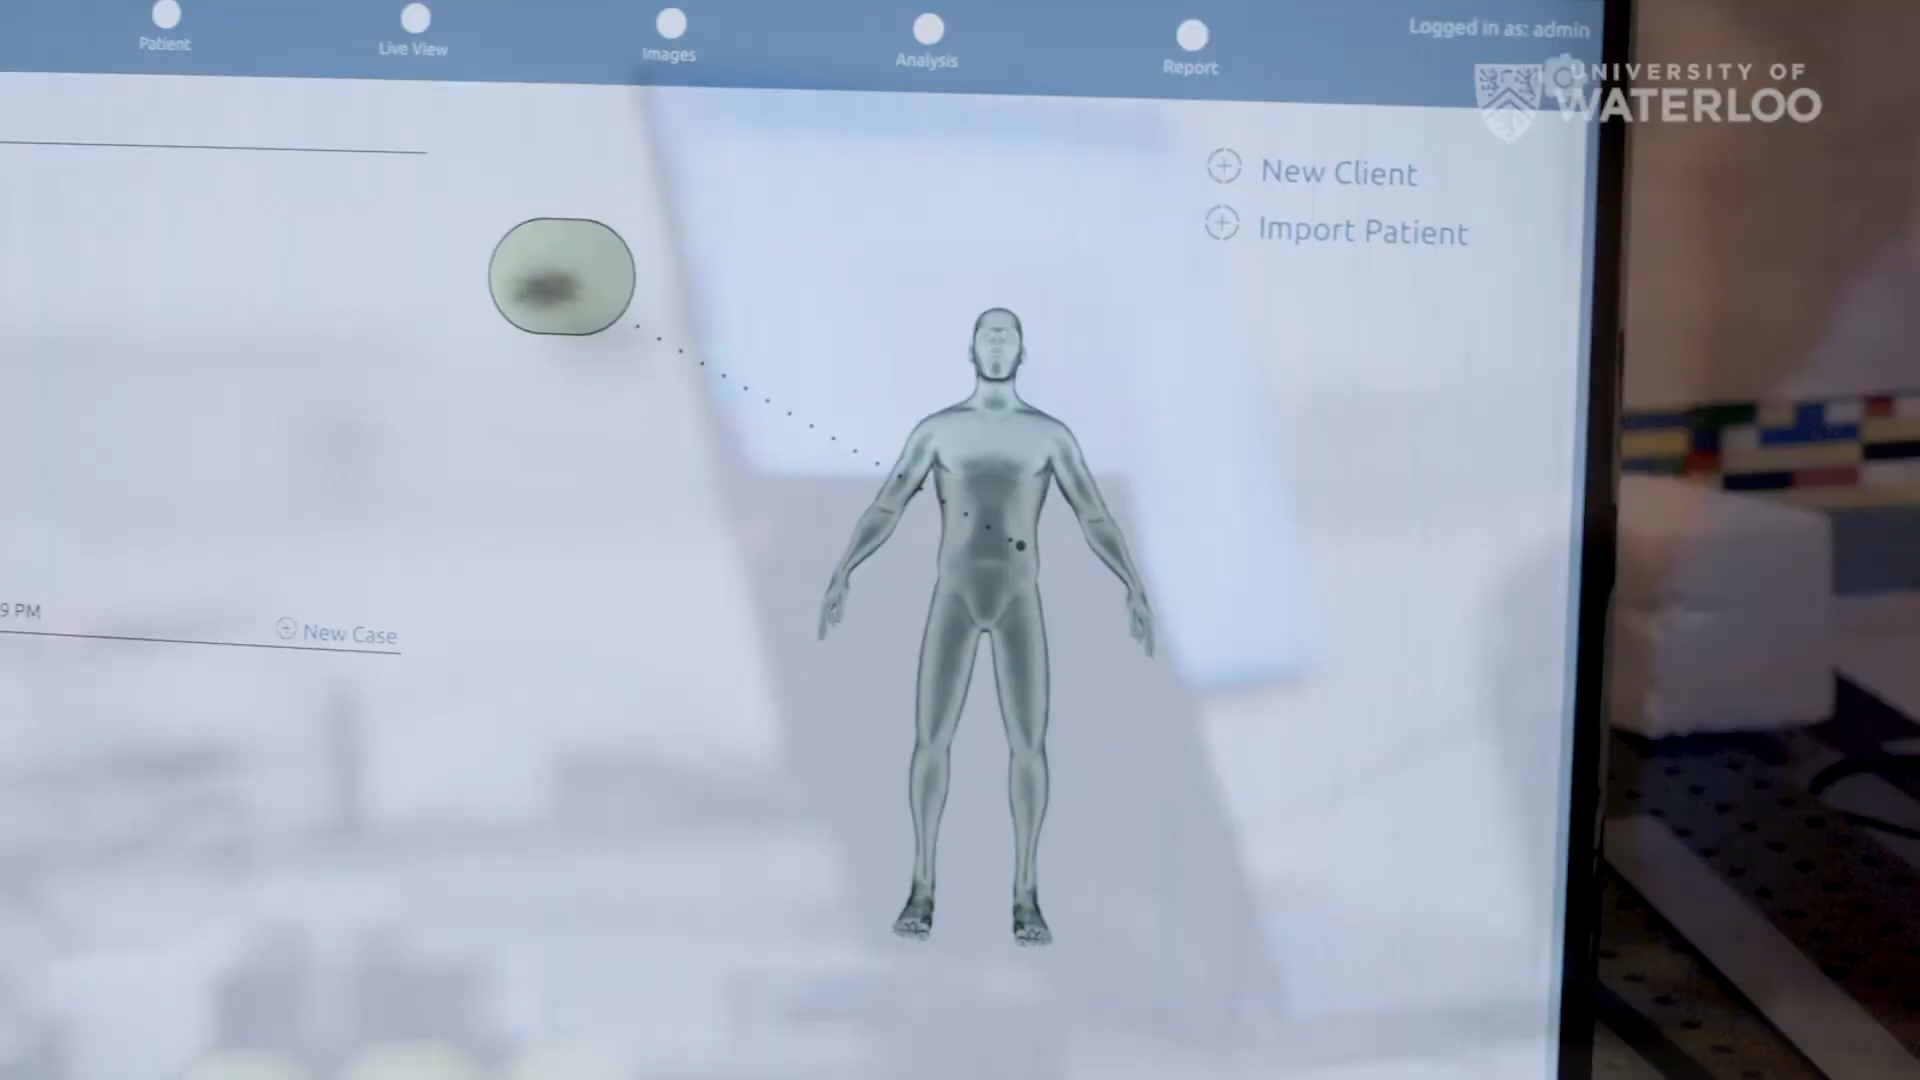 Patient
Live View
Images
Analysis
Report
Logged in as: admin
UNIVERSITY OF
WATERLOO
New Client
Import Patient
9 PM
New Case